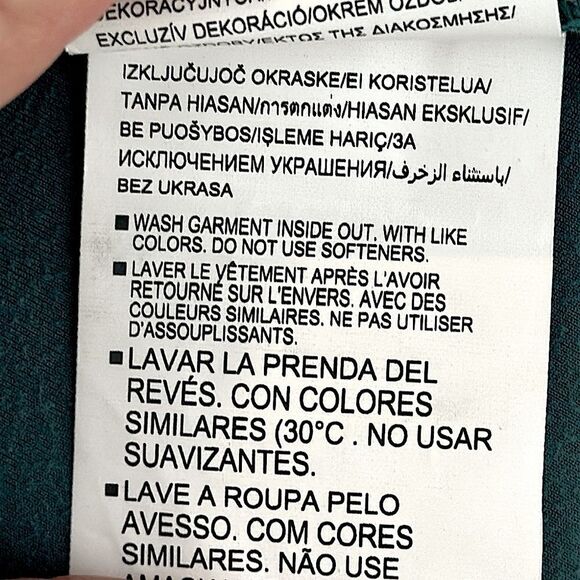 EXCLUZÍV DEKORÁCIÓ/OKREM
IZKLJUČUJOČ OKRASKE/EI KORISTELUA/
TANPA HIASAN/การตกแต่ง/HIASAN EKSKLUSIF/
BE PUOŠYBOS/IŞLEME HARIÇ/ЗА
ИСКЛЮЧЕНИЕМ УКРАШЕНИЯ/باستثناء الزخرف/
BEZ UKRASA
■ WASH GARMENT INSIDE OUT. WITH LIKE
COLORS. DO NOT USE SOFTENERS.
■ LAVER LE VÊTEMENT APRÈS L'AVOIR
RETOURNÉ SUR L'ENVERS. AVEC DES
COULEURS SIMILAIRES. NE PAS UTILISER
D'ASSOUPLISSANTS.
■ LAVAR LA PRENDA DEL
REVÉS. CON COLORES
SIMILARES (30°C . NO USAR
SUAVIZANTES.
■ LAVE A ROUPA PELO
AVESSO. COM CORES
SIMILARES. NÃO USE